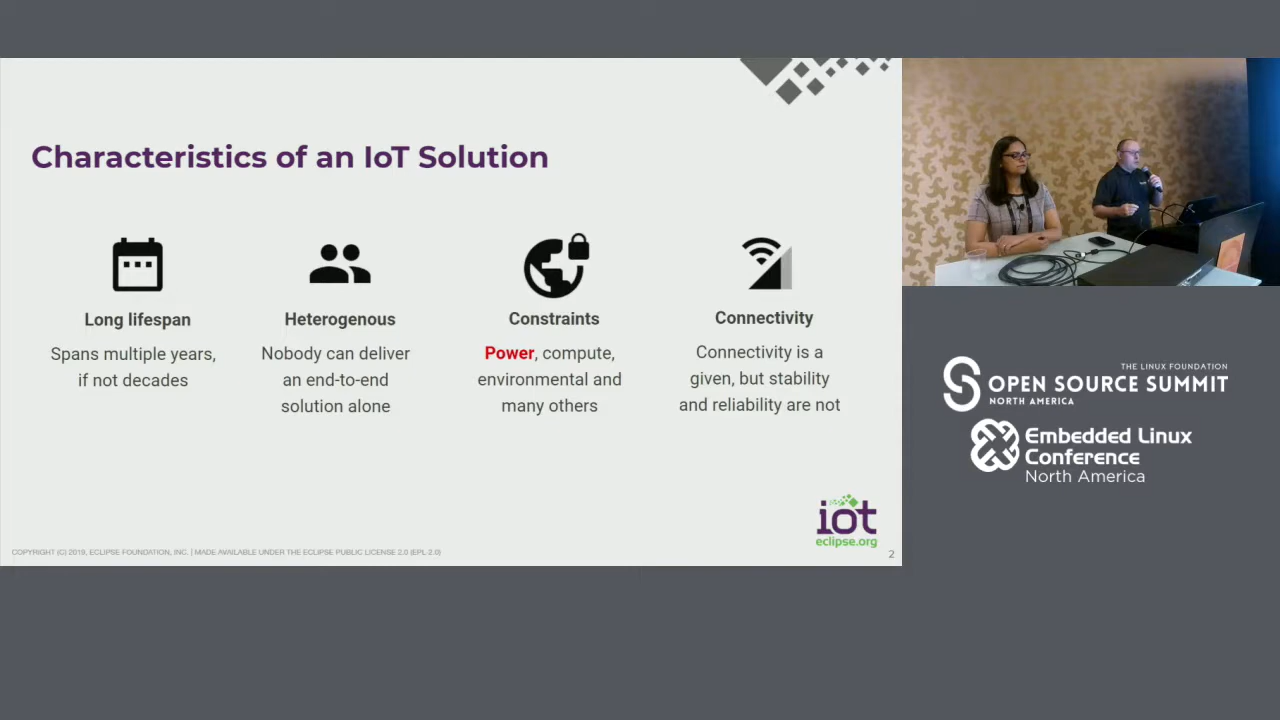 Characteristics of an IoT Solution
Long lifespan
Spans multiple years,
if not decades
Heterogenous
Nobody can deliver
an end-to-end
solution alone
Constraints
Power, compute,
environmental and
many others
Connectivity
Connectivity is a
given, but stability
and reliability are not
iot
eclipse.org
COPYRIGHT (C) 2019, ECLIPSE FOUNDATION, INC. | MADE AVAILABLE UNDER THE ECLIPSE PUBLIC LICENSE 2.0 (EPL-2.0)
2
THE LINUX FOUNDATION
OPEN SOURCE SUMMIT
NORTH AMERICA
Embedded Linux
Conference
North America